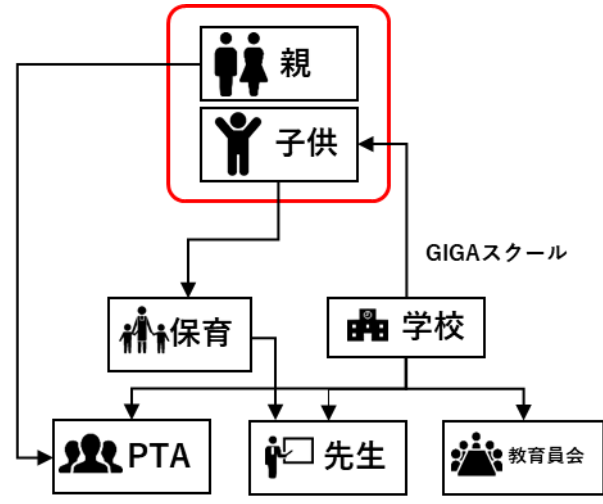 親
子供
GIGAスクール
保育
学校
PTA
先生
教育員会